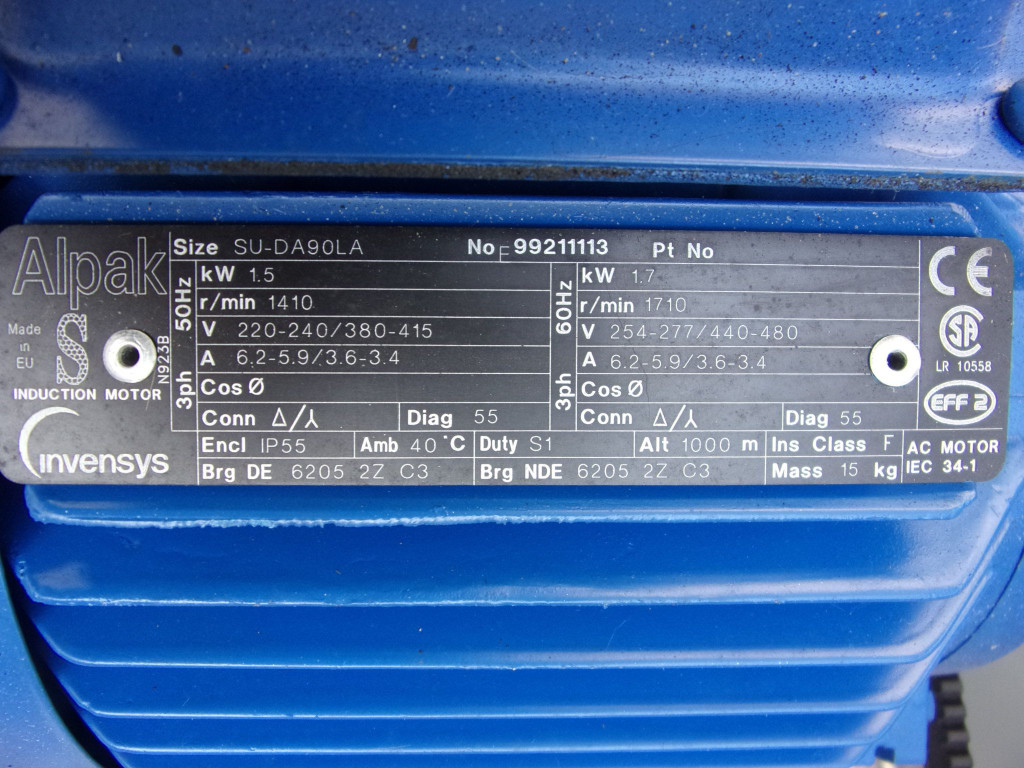 Alpak
Made
in
EU
S
INDUCTION MOTOR
invensys
N923B
Size SU-DA90LA No E 99211113 Pt No
50Hz
3ph
kW 1.5
r/min 1410
V 220-240/380-415
A 6.2-5.9/3.6-3.4
Cos Ø
Conn Δ/⅄ Diag 55
60Hz
3ph
kW 1.7
r/min 1710
V 254-277/440-480
A 6.2-5.9/3.6-3.4
Cos Ø
Conn Δ/⅄ Diag 55
Encl IP55 Amb 40 °C Duty S1 Alt 1000 m Ins Class F
Brg DE 6205 2Z C3 Brg NDE 6205 2Z C3 Mass 15 kg
CE
SA
LR 10558
EFF 2
AC MOTOR
IEC 34-1